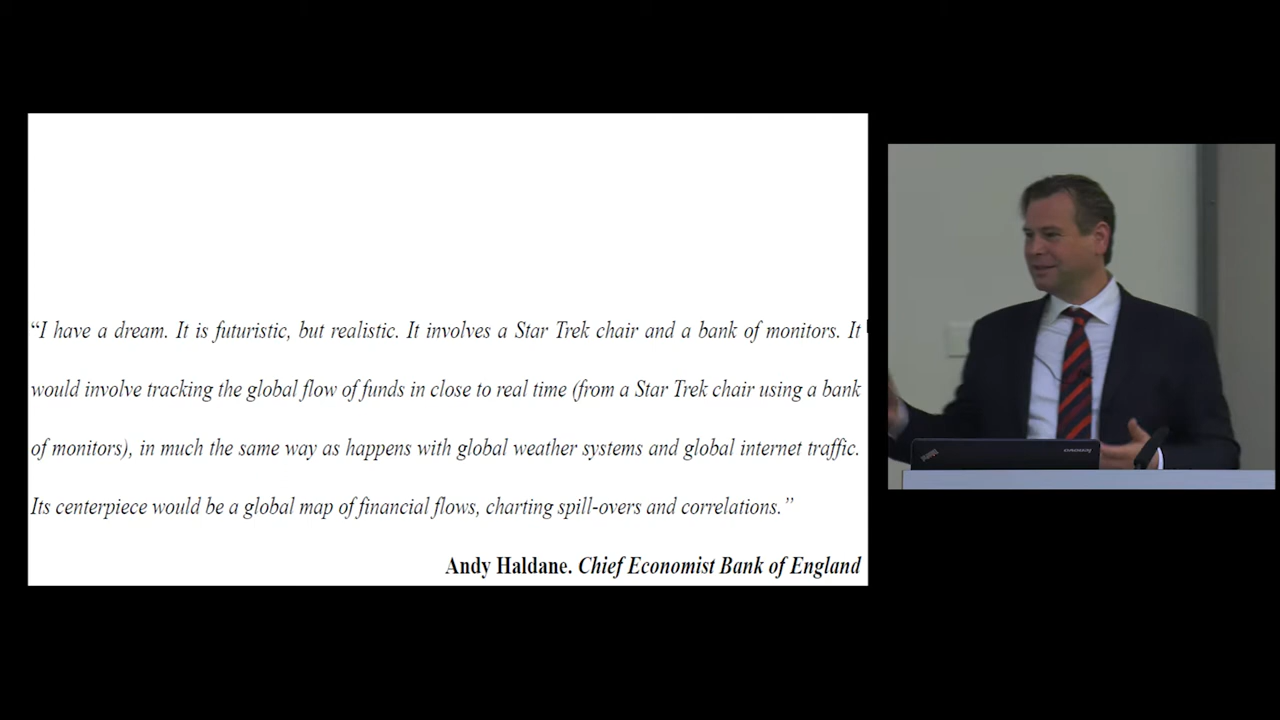 “I have a dream. It is futuristic, but realistic. It involves a Star Trek chair and a bank of monitors. It
would involve tracking the global flow of funds in close to real time (from a Star Trek chair using a bank
of monitors), in much the same way as happens with global weather systems and global internet traffic.
Its centerpiece would be a global map of financial flows, charting spill-overs and correlations.”
Andy Haldane. Chief Economist Bank of England
ThinkPad
lenovo